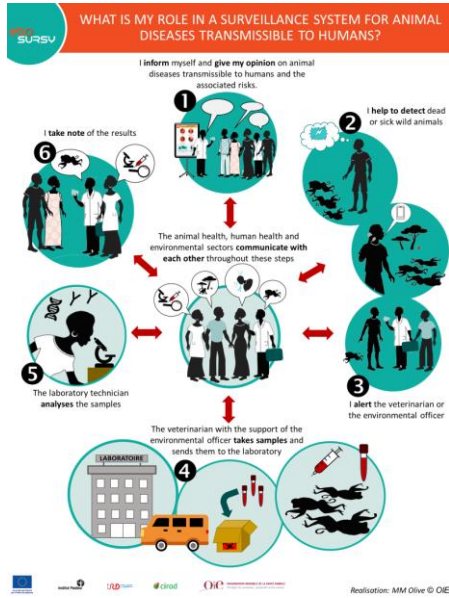 EBO
SURSY
WHAT IS MY ROLE IN A SURVEILLANCE SYSTEM FOR ANIMAL
DISEASES TRANSMISSIBLE TO HUMANS?
I inform myself and give my opinion on animal
diseases transmissible to humans and the
associated risks.
1
I help to detect dead
or sick wild animals
2
I take note of the results
6
The animal health, human health and
environmental sectors communicate with
each other throughout these steps
3
I alert the veterinarian or
the environmental officer
5
The laboratory technician
analyses the samples
The veterinarian with the support of the
environmental officer takes samples and
sends them to the laboratory
4
LABORATOIRE
Institut Pasteur
IRD
cirad
Oie
Realisation: MM Olive © OIE